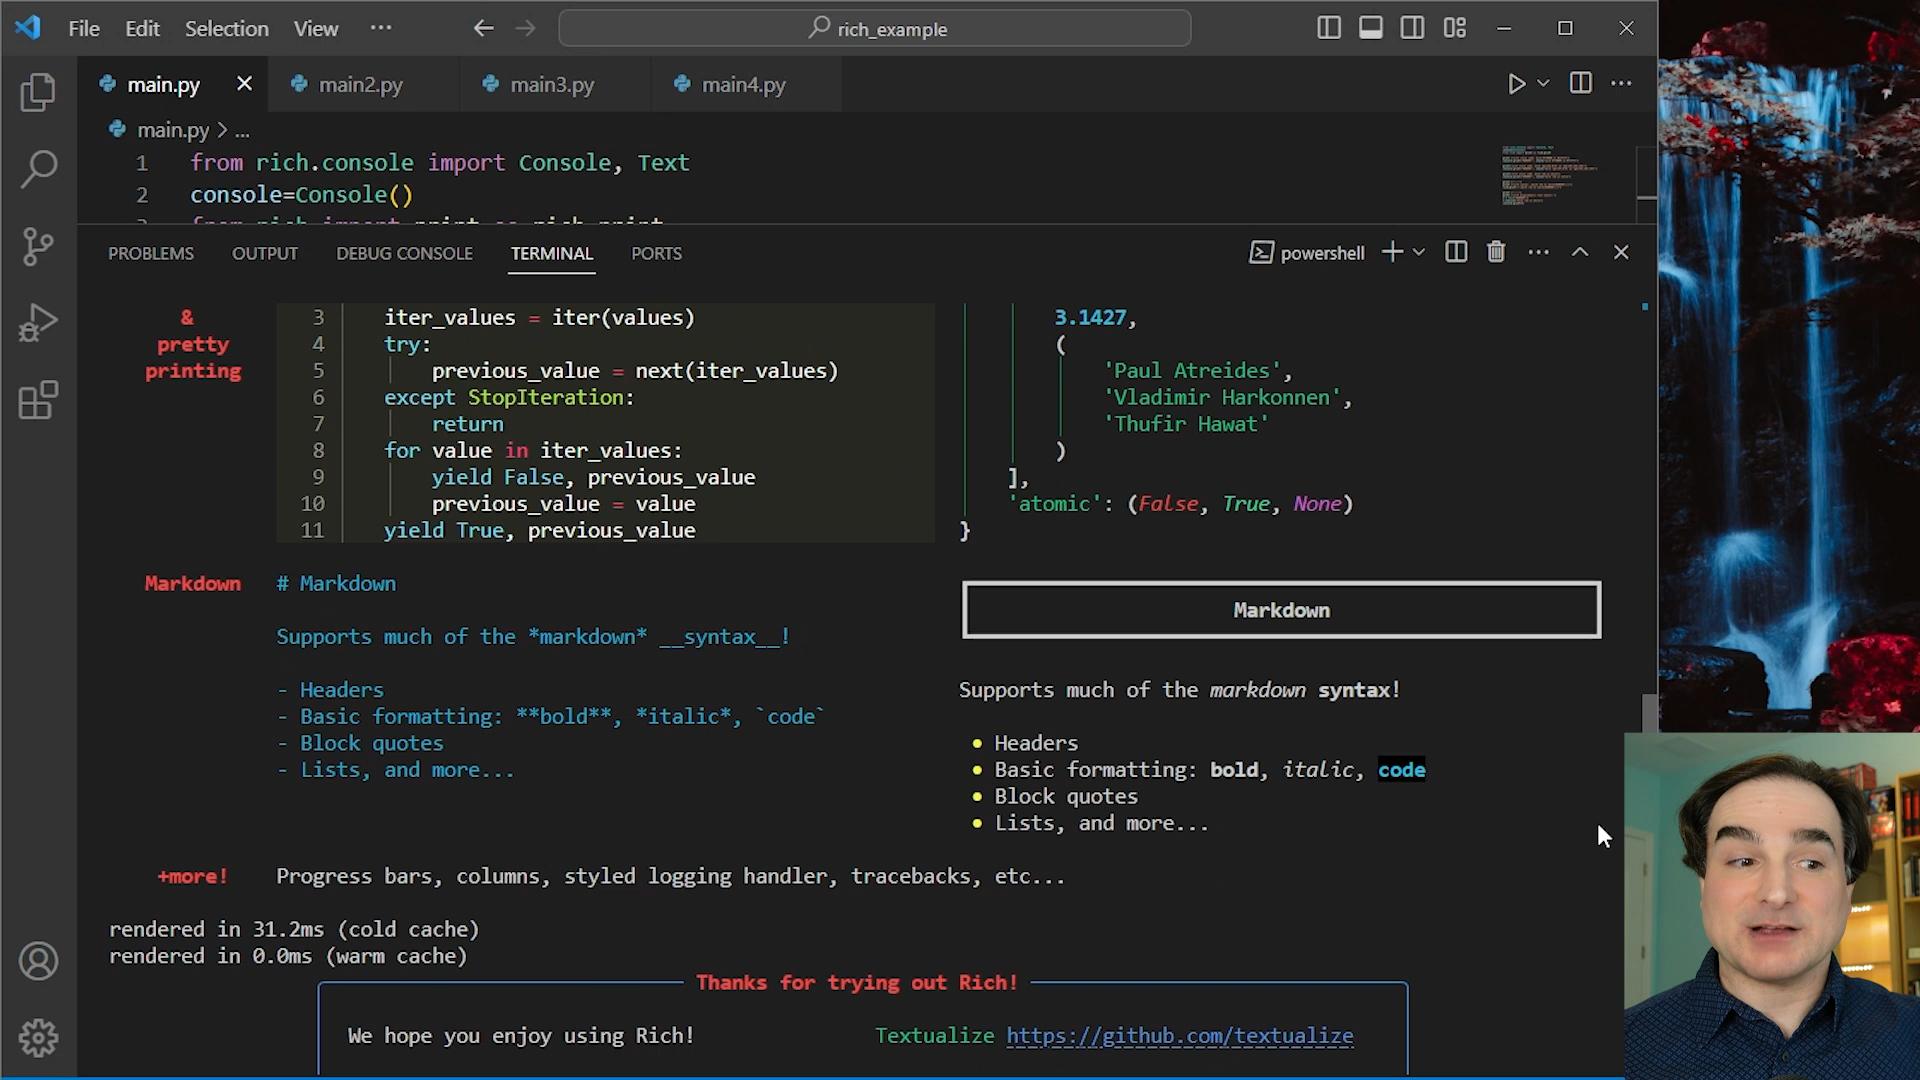 File Edit Selection View ...
rich_example
main.py main2.py main3.py main4.py
main.py > ...
1 from rich.console import Console, Text
2 console=Console()
PROBLEMS OUTPUT DEBUG CONSOLE TERMINAL PORTS
powershell
& pretty printing
3 iter_values = iter(values)
4 try:
5 previous_value = next(iter_values)
6 except StopIteration:
7 return
8 for value in iter_values:
9 yield False, previous_value
10 previous_value = value
11 yield True, previous_value
3.1427,
(
'Paul Atreides',
'Vladimir Harkonnen',
'Thufir Hawat'
)
],
'atomic': (False, True, None)
}
Markdown
# Markdown
Supports much of the *markdown* __syntax__!
- Headers
- Basic formatting: **bold**, *italic*, `code`
- Block quotes
- Lists, and more...
Markdown
Supports much of the markdown syntax!
• Headers
• Basic formatting: bold, italic, code
• Block quotes
• Lists, and more...
+more! Progress bars, columns, styled logging handler, tracebacks, etc...
rendered in 31.2ms (cold cache)
rendered in 0.0ms (warm cache)
Thanks for trying out Rich!
We hope you enjoy using Rich! Textualize https://github.com/textualize